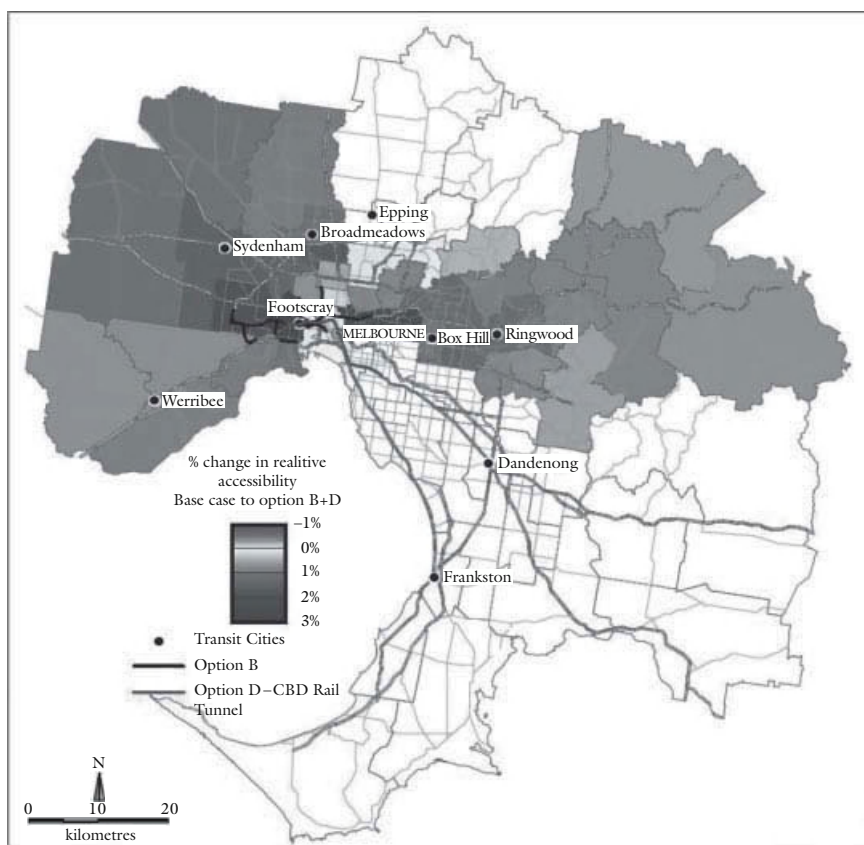 Epping
Broadmeadows
Sydenham
Footscray
MELBOURNE
Box Hill
Ringwood
Werribee
% change in realitive
accessibility
Base case to option B+D
–1%
0%
1%
2%
3%
Dandenong
Frankston
Transit Cities
Option B
Option D–CBD Rail
Tunnel
N
0 10 20
kilometres